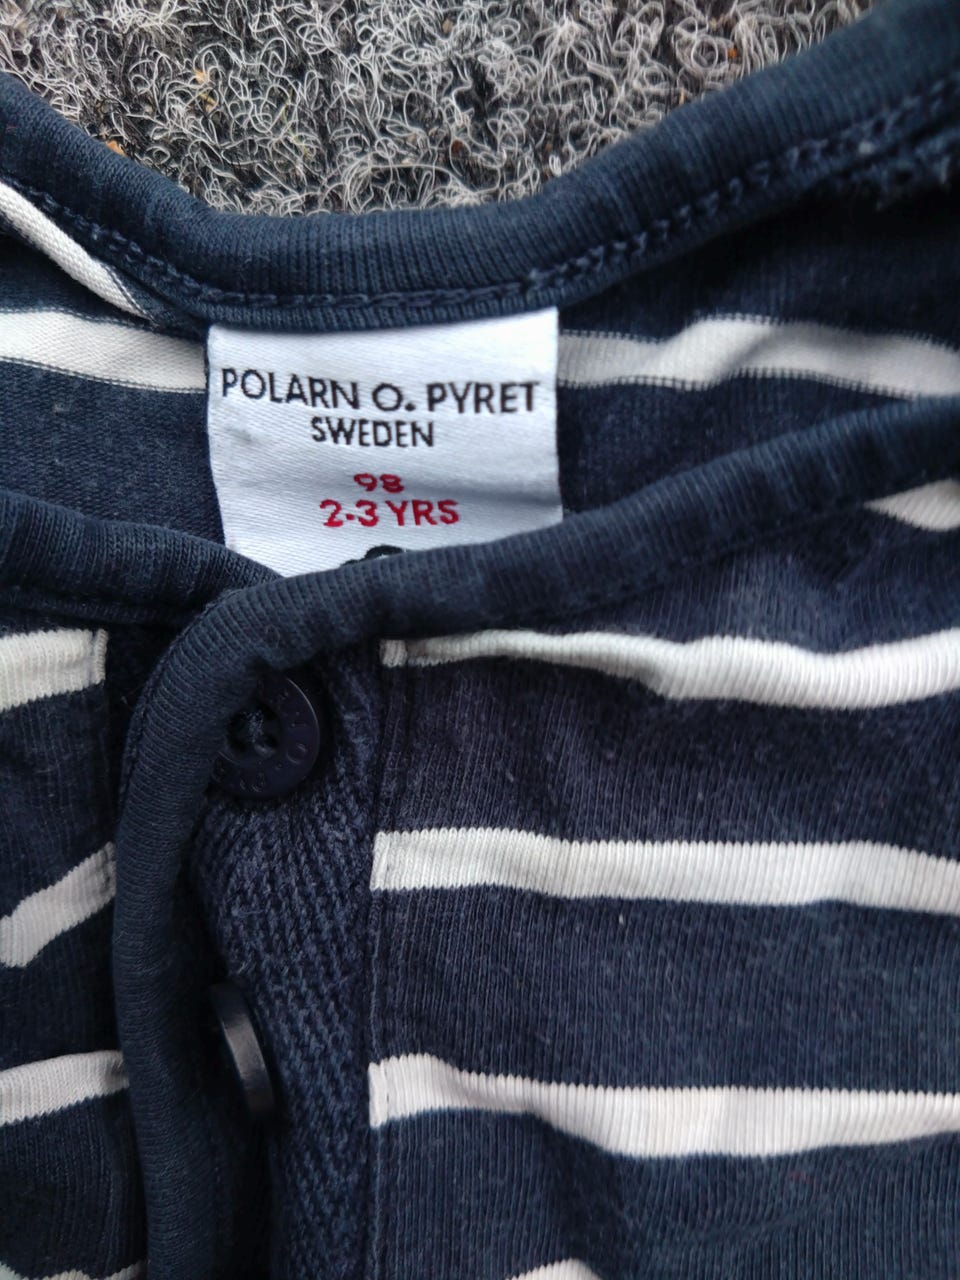 POLARN O. PYRET
SWEDEN
98
2-3 YRS